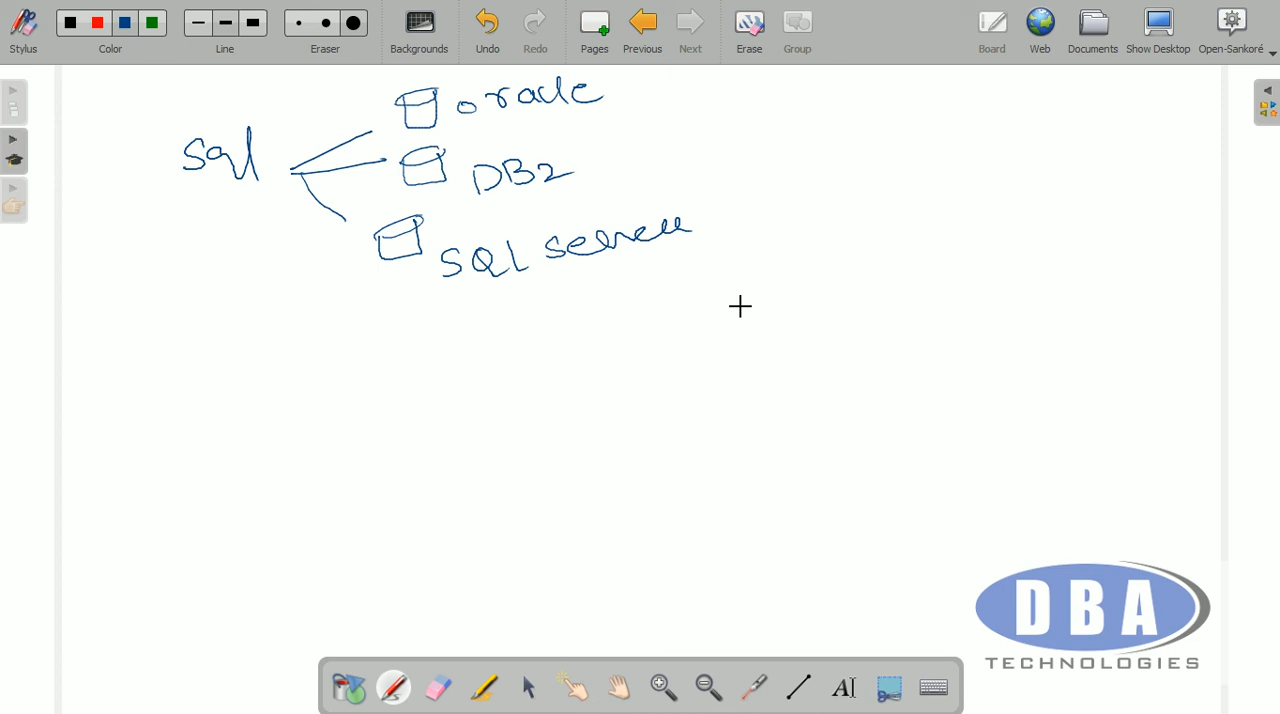 Stylus
Color
Line
Eraser
Backgrounds
Undo
Redo
Pages
Previous
Next
Erase
Group
Board
Web
Documents
Show Desktop
Open-Sankoré
oracle
sql
DB2
SQL server
DBA
TECHNOLOGIES
AI